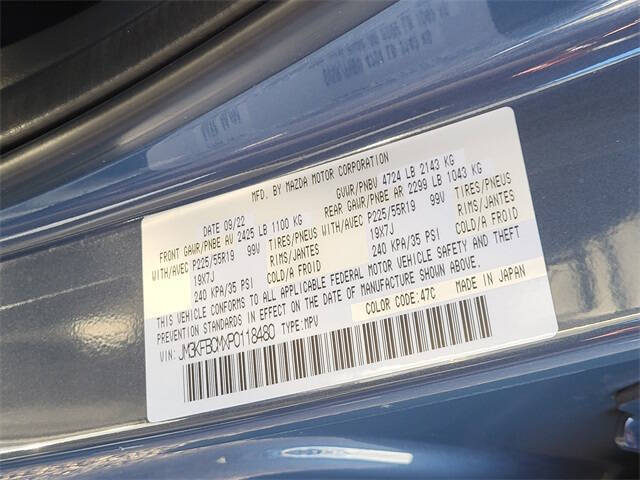 MFD. BY MAZDA MOTOR CORPORATION
DATE 09/22 GVWR/PNBV 4724 LB 2143 KG
FRONT GAWR/PNBE AV 2425 LB 1100 KG REAR GAWR/PNBE AR 2299 LB 1043 KG
WITH/AVEC P225/55R19 99V TIRES/PNEUS WITH/AVEC P225/55R19 99V TIRES/PNEUS
19X7J RIMS/JANTES 19X7J RIMS/JANTES
240 KPA/35 PSI COLD/A FROID 240 KPA/35 PSI COLD/A FROID
THIS VEHICLE CONFORMS TO ALL APPLICABLE FEDERAL MOTOR VEHICLE SAFETY AND THEFT
PREVENTION STANDARDS IN EFFECT ON THE DATE OF MANUFACTURE SHOWN ABOVE.
VIN: JM3KFBCMXP0118480 TYPE: MPV COLOR CODE:47C MADE IN JAPAN